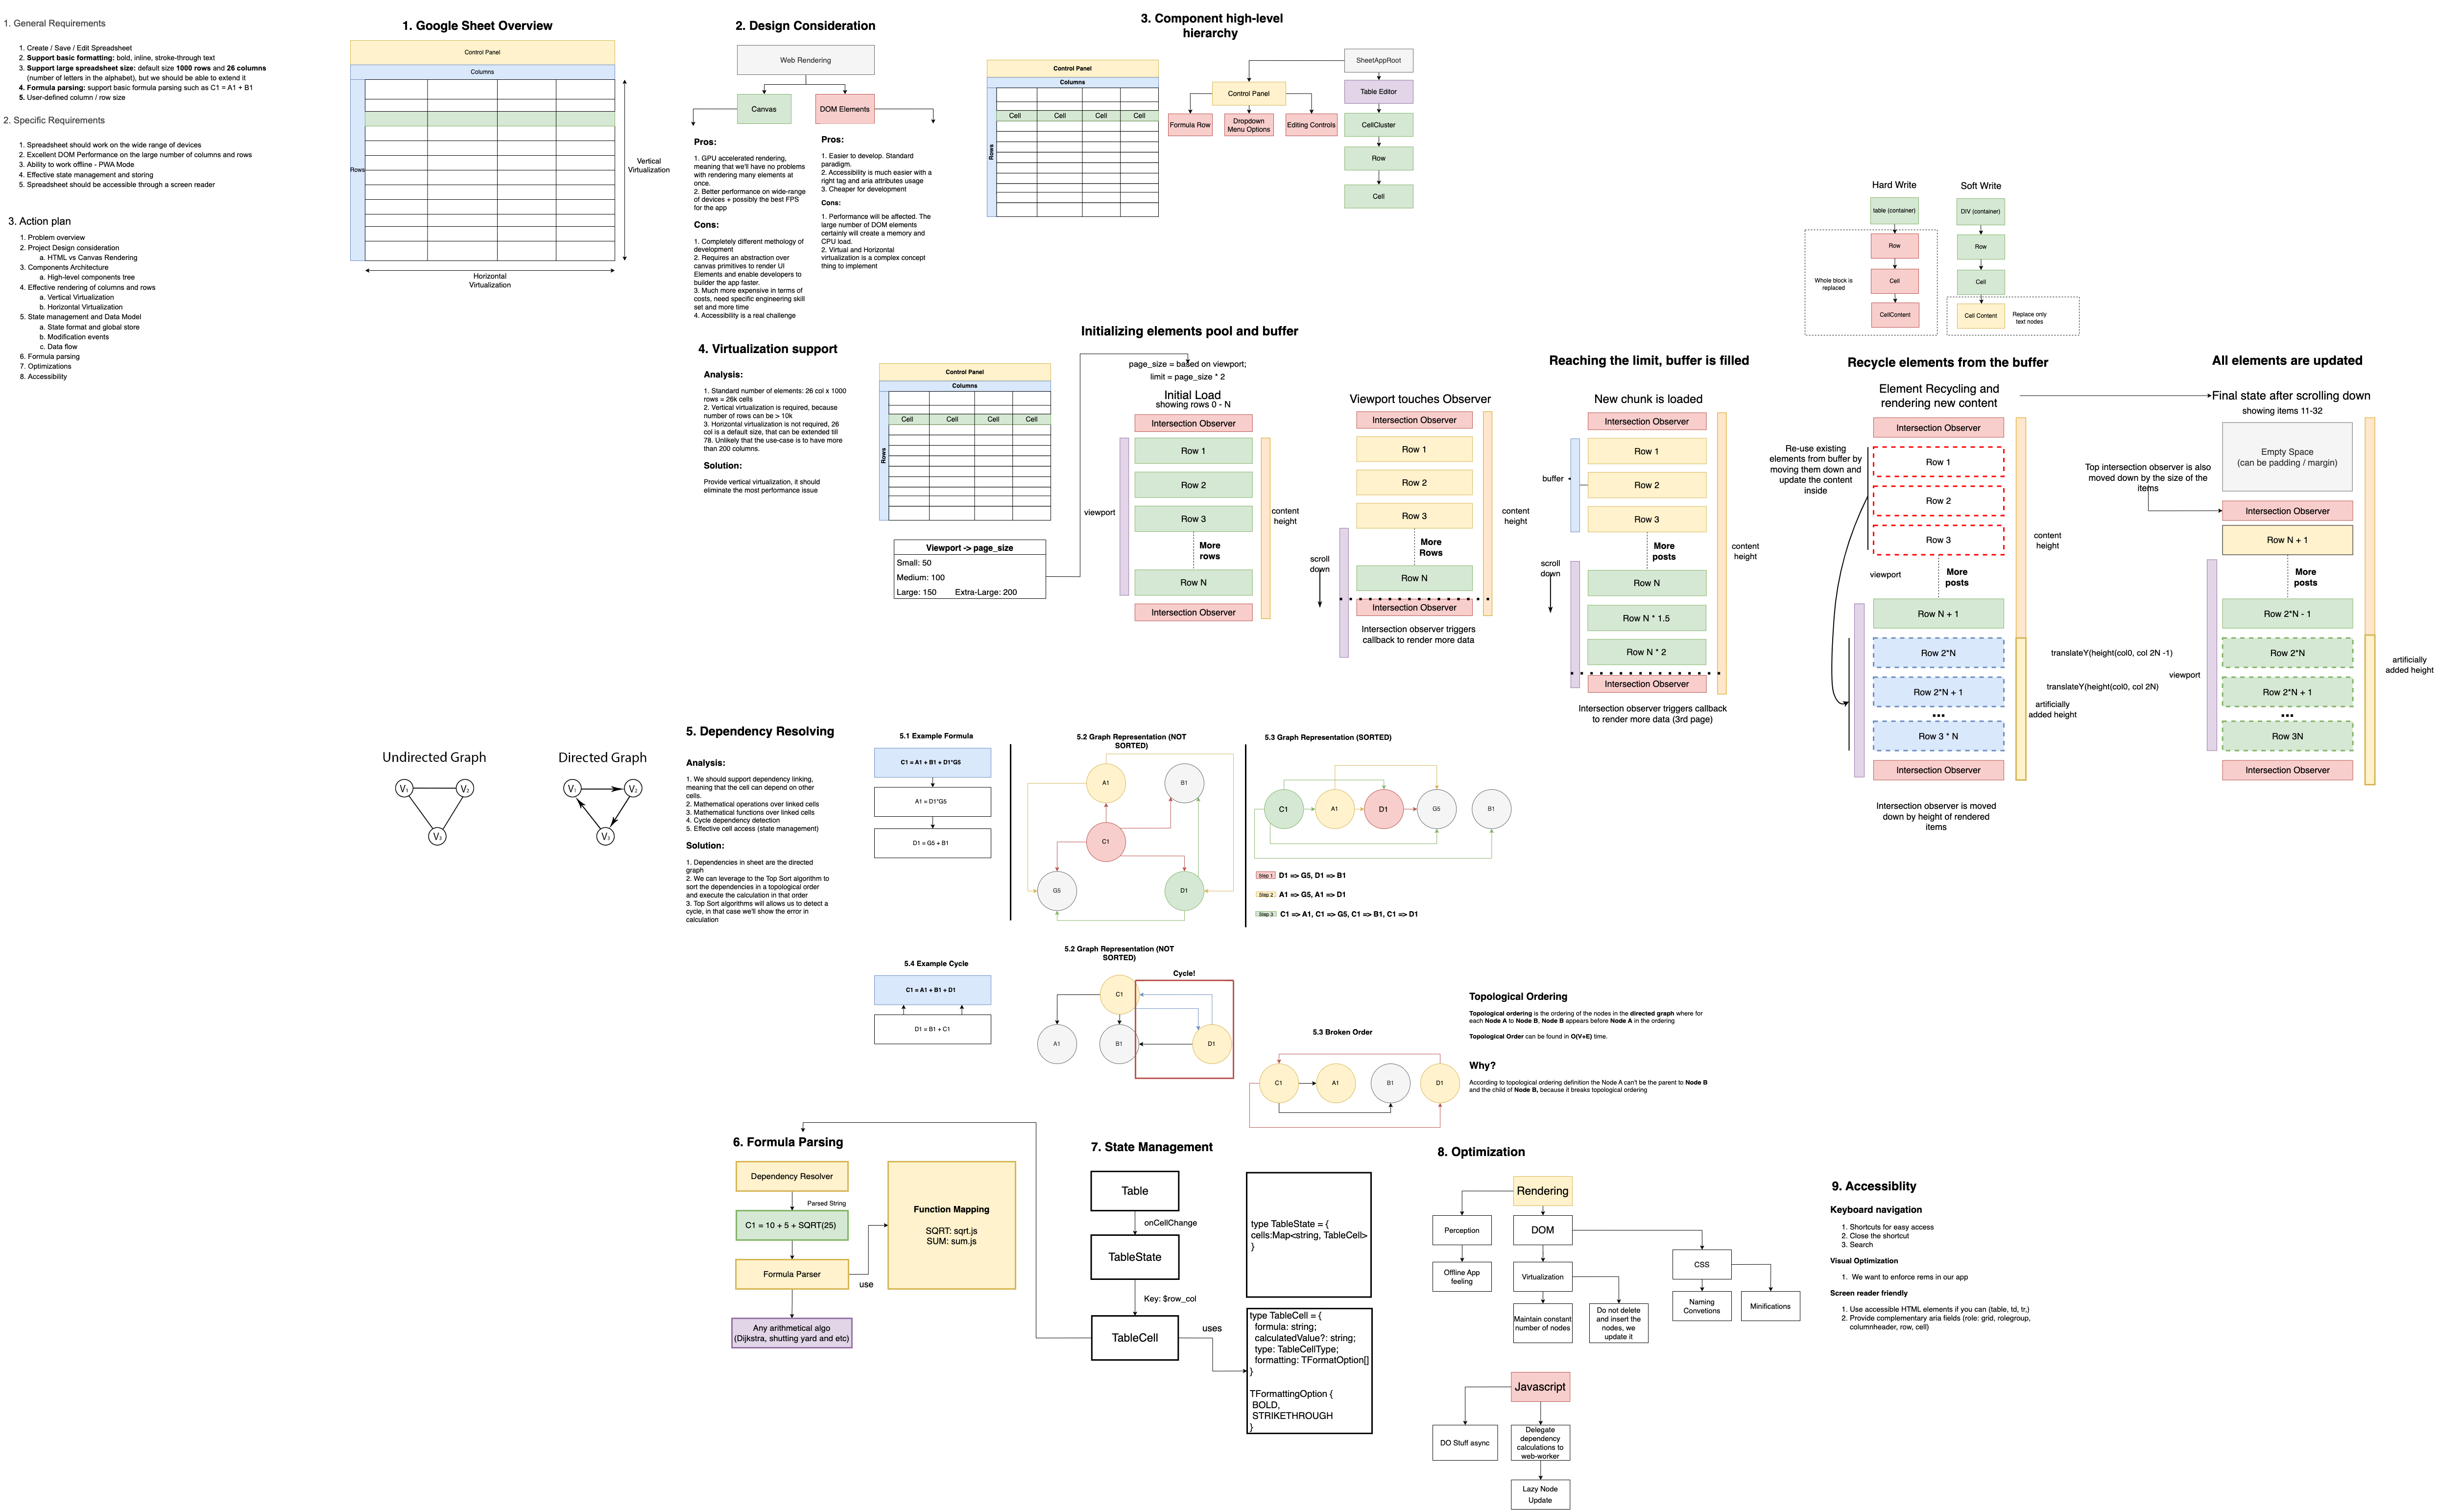 1. General Requirements
1. Create / Save / Edit Spreadsheet
2. Support basic formatting: bold, inline, stroke-through text
3. Support large spreadsheet size: default size 1000 rows and 26 columns
(number of letters in the alphabet), but we should be able to extend it
4. Formula parsing: support basic formula parsing such as C1 = A1 + B1
5. User-defined column / row size
2. Specific Requirements
1. Spreadsheet should work on the wide range of devices
2. Excellent DOM Performance on the large number of columns and rows
3. Ability to work offline - PWA Mode
4. Effective state management and storing
5. Spreadsheet should be accessible through a screen reader
3. Action plan
1. Problem overview
2. Project Design consideration
a. HTML vs Canvas Rendering
3. Components Architecture
a. High-level components tree
4. Effective rendering of columns and rows
a. Vertical Virtualization
b. Horizontal Virtualization
5. State management and Data Model
a. State format and global store
b. Modification events
c. Data flow
6. Formula parsing
7. Optimizations
8. Accessibility
1. Google Sheet Overview
Control Panel
Columns
Rows
Vertical
Virtualization
Horizontal
Virtualization
2. Design Consideration
Web Rendering
Canvas
DOM Elements
Pros:
1. GPU accelerated rendering,
meaning that we'll have no problems
with rendering many elements at
once.
2. Better performance on wide-range
of devices + possibly the best FPS
for the app
Cons:
1. Completely different methology of
development
2. Requires an abstraction over
canvas primitives to render UI
Elements and enable developers to
builder the app faster.
3. Much more expensive in terms of
costs, need specific engineering skill
set and more time
4. Accessibility is a real challenge
Pros:
1. Easier to develop. Standard
paradigm.
2. Accessibility is much easier with a
right tag and aria attributes usage
3. Cheaper for development
Cons:
1. Performance will be affected. The
large number of DOM elements
certainly will create a memory and
CPU load.
2. Virtual and Horizontal
virtualization is a complex concept
thing to implement
3. Component high-level
hierarchy
Control Panel
Columns
Cell
Cell
Cell
Cell
Rows
SheetAppRoot
Control Panel
Table Editor
Formula Row
Dropdown
Menu Options
Editing Controls
CellCluster
Row
Cell
Hard Write
table (container)
Row
Cell
CellContent
Whole block is
replaced
Soft Write
DIV (container)
Row
Cell
Cell Content
Replace only
text nodes
4. Virtualization support
Analysis:
1. Standard number of elements: 26 col x 1000
rows = 26k cells
2. Vertical virtualization is required, because
number of rows can be > 10k
3. Horizontal virtualization is not required, 26
col is a default size, that can be extended till
78. Unlikely that the use-case is to have more
than 200 columns.
Solution:
Provide vertical virtualization, it should
eliminate the most performance issue
Control Panel
Columns
Cell
Cell
Cell
Cell
Rows
Viewport -> page_size
Small: 50
Medium: 100
Large: 150 Extra-Large: 200
Initializing elements pool and buffer
page_size = based on viewport;
limit = page_size * 2
Initial Load
showing rows 0 - N
Intersection Observer
Row 1
Row 2
Row 3
More
rows
Row N
Intersection Observer
viewport
content
height
Viewport touches Observer
Intersection Observer
Row 1
Row 2
Row 3
More
Rows
Row N
Intersection Observer
content
height
scroll
down
Intersection observer triggers
callback to render more data
Reaching the limit, buffer is filled
New chunk is loaded
Intersection Observer
Row 1
Row 2
Row 3
buffer
More
posts
Row N
Row N * 1.5
Row N * 2
Intersection Observer
scroll
down
content
height
Intersection observer triggers callback
to render more data (3rd page)
Recycle elements from the buffer
Element Recycling and
rendering new content
Intersection Observer
Row 1
Row 2
Row 3
Re-use existing
elements from buffer by
moving them down and
update the content
inside
viewport
More
posts
content
height
Row N + 1
Row 2*N
Row 2*N + 1
...
Row 3 * N
Intersection Observer
translateY(height(col0, col 2N -1)
translateY(height(col0, col 2N)
artificially
added height
Intersection observer is moved
down by height of rendered
items
All elements are updated
Final state after scrolling down
showing items 11-32
Empty Space
(can be padding / margin)
Top intersection observer is also
moved down by the size of the
items
Intersection Observer
Row N + 1
More
posts
Row 2*N - 1
Row 2*N
Row 2*N + 1
...
Row 3N
Intersection Observer
viewport
artificially
added height
Undirected Graph
V1
V2
V3
Directed Graph
V1
V2
V3
5. Dependency Resolving
Analysis:
1. We should support dependency linking,
meaning that the cell can depend on other
cells.
2. Mathematical operations over linked cells
3. Mathematical functions over linked cells
4. Cycle dependency detection
5. Effective cell access (state management)
Solution:
1. Dependencies in sheet are the directed
graph
2. We can leverage to the Top Sort algorithm to
sort the dependencies in a topological order
and execute the calculation in that order
3. Top Sort algorithms will allows us to detect a
cycle, in that case we'll show the error in
calculation
5.1 Example Formula
C1 = A1 + B1 + D1*G5
A1 = D1*G5
D1 = G5 + B1
5.2 Graph Representation (NOT
SORTED)
A1
B1
C1
G5
D1
5.3 Graph Representation (SORTED)
C1
A1
D1
G5
B1
Step 1 D1 => G5, D1 => B1
Step 2 A1 => G5, A1 => D1
Step 3 C1 => A1, C1 => G5, C1 => B1, C1 => D1
5.4 Example Cycle
C1 = A1 + B1 + D1
D1 = B1 + C1
5.2 Graph Representation (NOT
SORTED)
Cycle!
C1
A1
B1
D1
5.3 Broken Order
C1
A1
B1
D1
Topological Ordering
Topological ordering is the ordering of the nodes in the directed graph where for
each Node A to Node B, Node B appears before Node A in the ordering
Topological Order can be found in O(V+E) time.
Why?
According to topological ordering definition the Node A can't be the parent to Node B
and the child of Node B, because it breaks topological ordering
6. Formula Parsing
Dependency Resolver
Parsed String
C1 = 10 + 5 + SQRT(25)
Formula Parser
use
Any arithmetical algo
(Dijkstra, shutting yard and etc)
Function Mapping
SQRT: sqrt.js
SUM: sum.js
7. State Management
Table
onCellChange
TableState
Key: $row_col
TableCell
uses
type TableState = {
cells:Map<string, TableCell>
}
type TableCell = {
formula: string;
calculatedValue?: string;
type: TableCellType;
formatting: TFormatOption[]
}
TFormattingOption {
BOLD,
STRIKETHROUGH
}
8. Optimization
Rendering
Perception
DOM
Offline App
feeling
Virtualization
CSS
Maintain constant
number of nodes
Do not delete
and insert the
nodes, we
update it
Naming
Convetions
Minifications
Javascript
DO Stuff async
Delegate
dependency
calculations to
web-worker
Lazy Node
Update
9. Accessiblity
Keyboard navigation
1. Shortcuts for easy access
2. Close the shortcut
3. Search
Visual Optimization
1. We want to enforce rems in our app
Screen reader friendly
1. Use accessible HTML elements if you can (table, td, tr,)
2. Provide complementary aria fields (role: grid, rolegroup,
columnheader, row, cell)